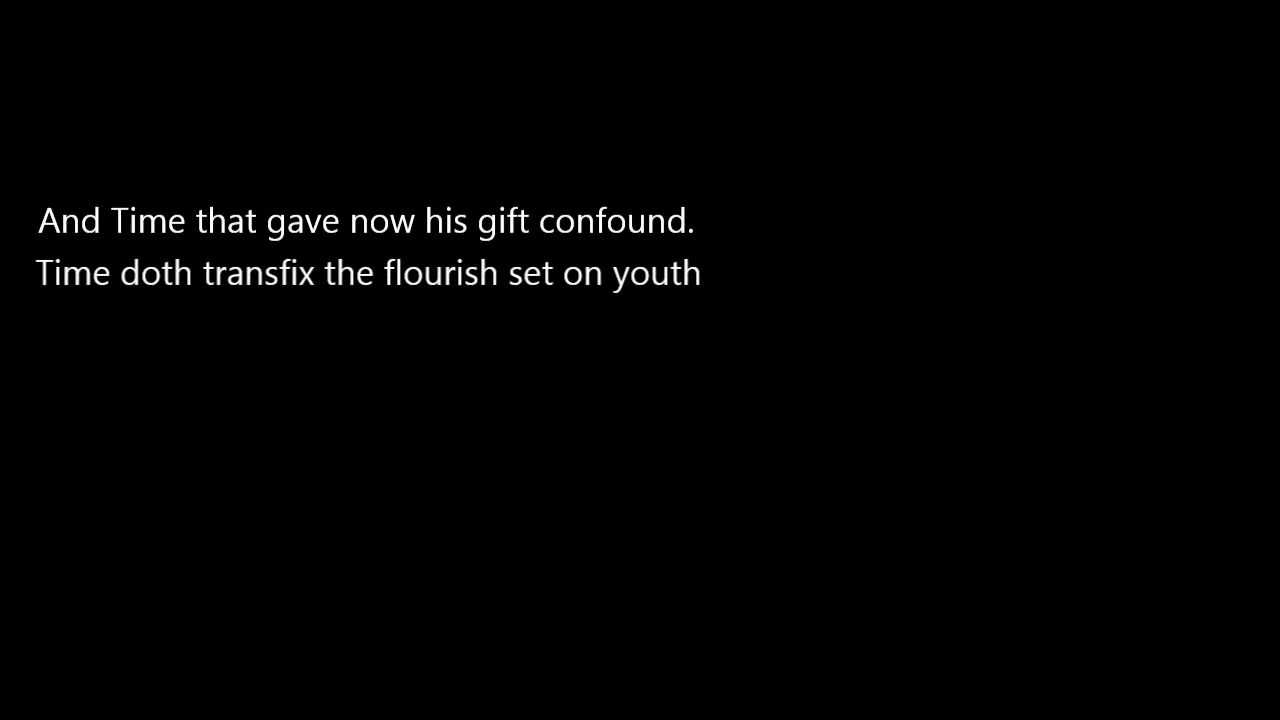 And Time that gave now his gift confound.
Time doth transfix the flourish set on youth